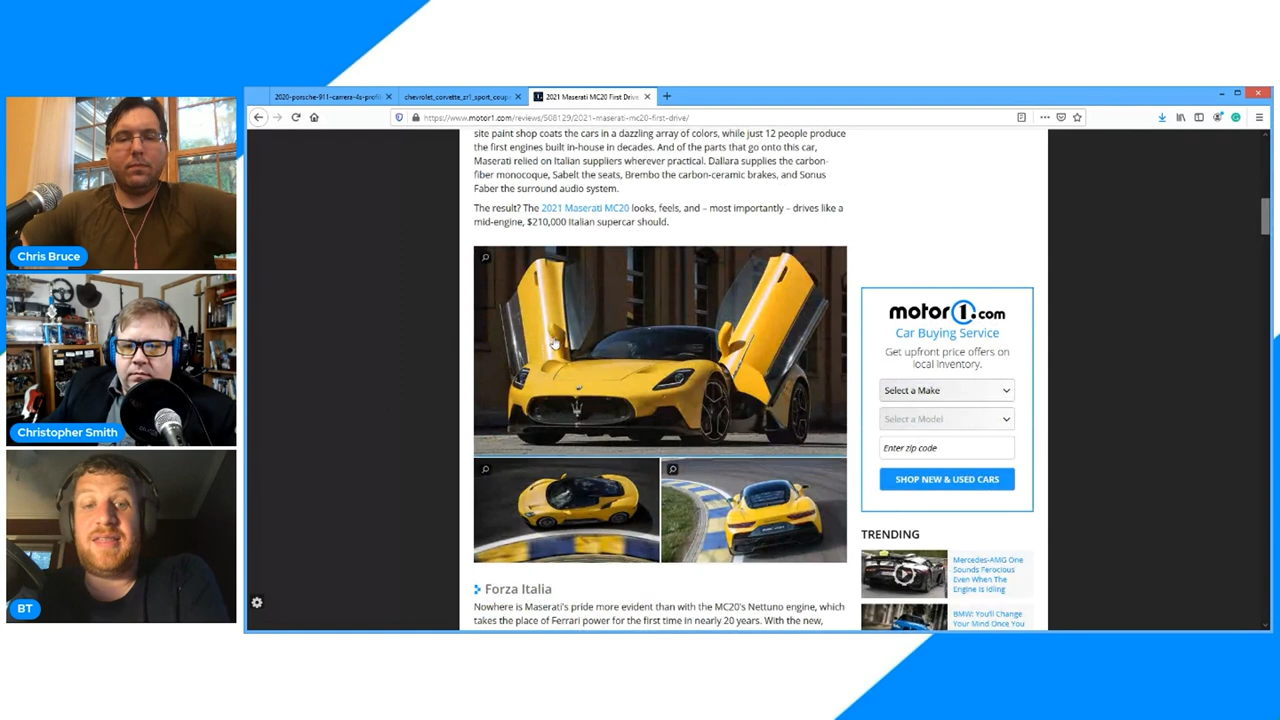 Chris Bruce
Christopher Smith
BT
chevrolet_corvette_zr1_sport_coup
2021 Maserati MC20 First Drive
https://www.motor1.com/reviews/508129/2021-maserati-mc20-first-drive/
site paint shop coats the cars in a dazzling array of colors, while just 12 people produce
the first engines built in-house in decades. And of the parts that go onto this car,
Maserati relied on Italian suppliers wherever practical. Dallara supplies the carbon-
fiber monocoque, Sabelt the seats, Brembo the carbon-ceramic brakes, and Sonus
Faber the surround audio system.
The result? The 2021 Maserati MC20 looks, feels, and – most importantly – drives like a
mid-engine, $210,000 Italian supercar should.
Forza Italia
Nowhere is Maserati's pride more evident than with the MC20's Nettuno engine, which
takes the place of Ferrari power for the first time in nearly 20 years. With the new,
motor1.com
Car Buying Service
Get upfront price offers on
local inventory.
Select a Make
Select a Model
Enter zip code
SHOP NEW & USED CARS
TRENDING
Mercedes-AMG One
Sounds Ferocious
Even When The
Engine Is Idling
BMW: You'll Change
Your Mind Once You